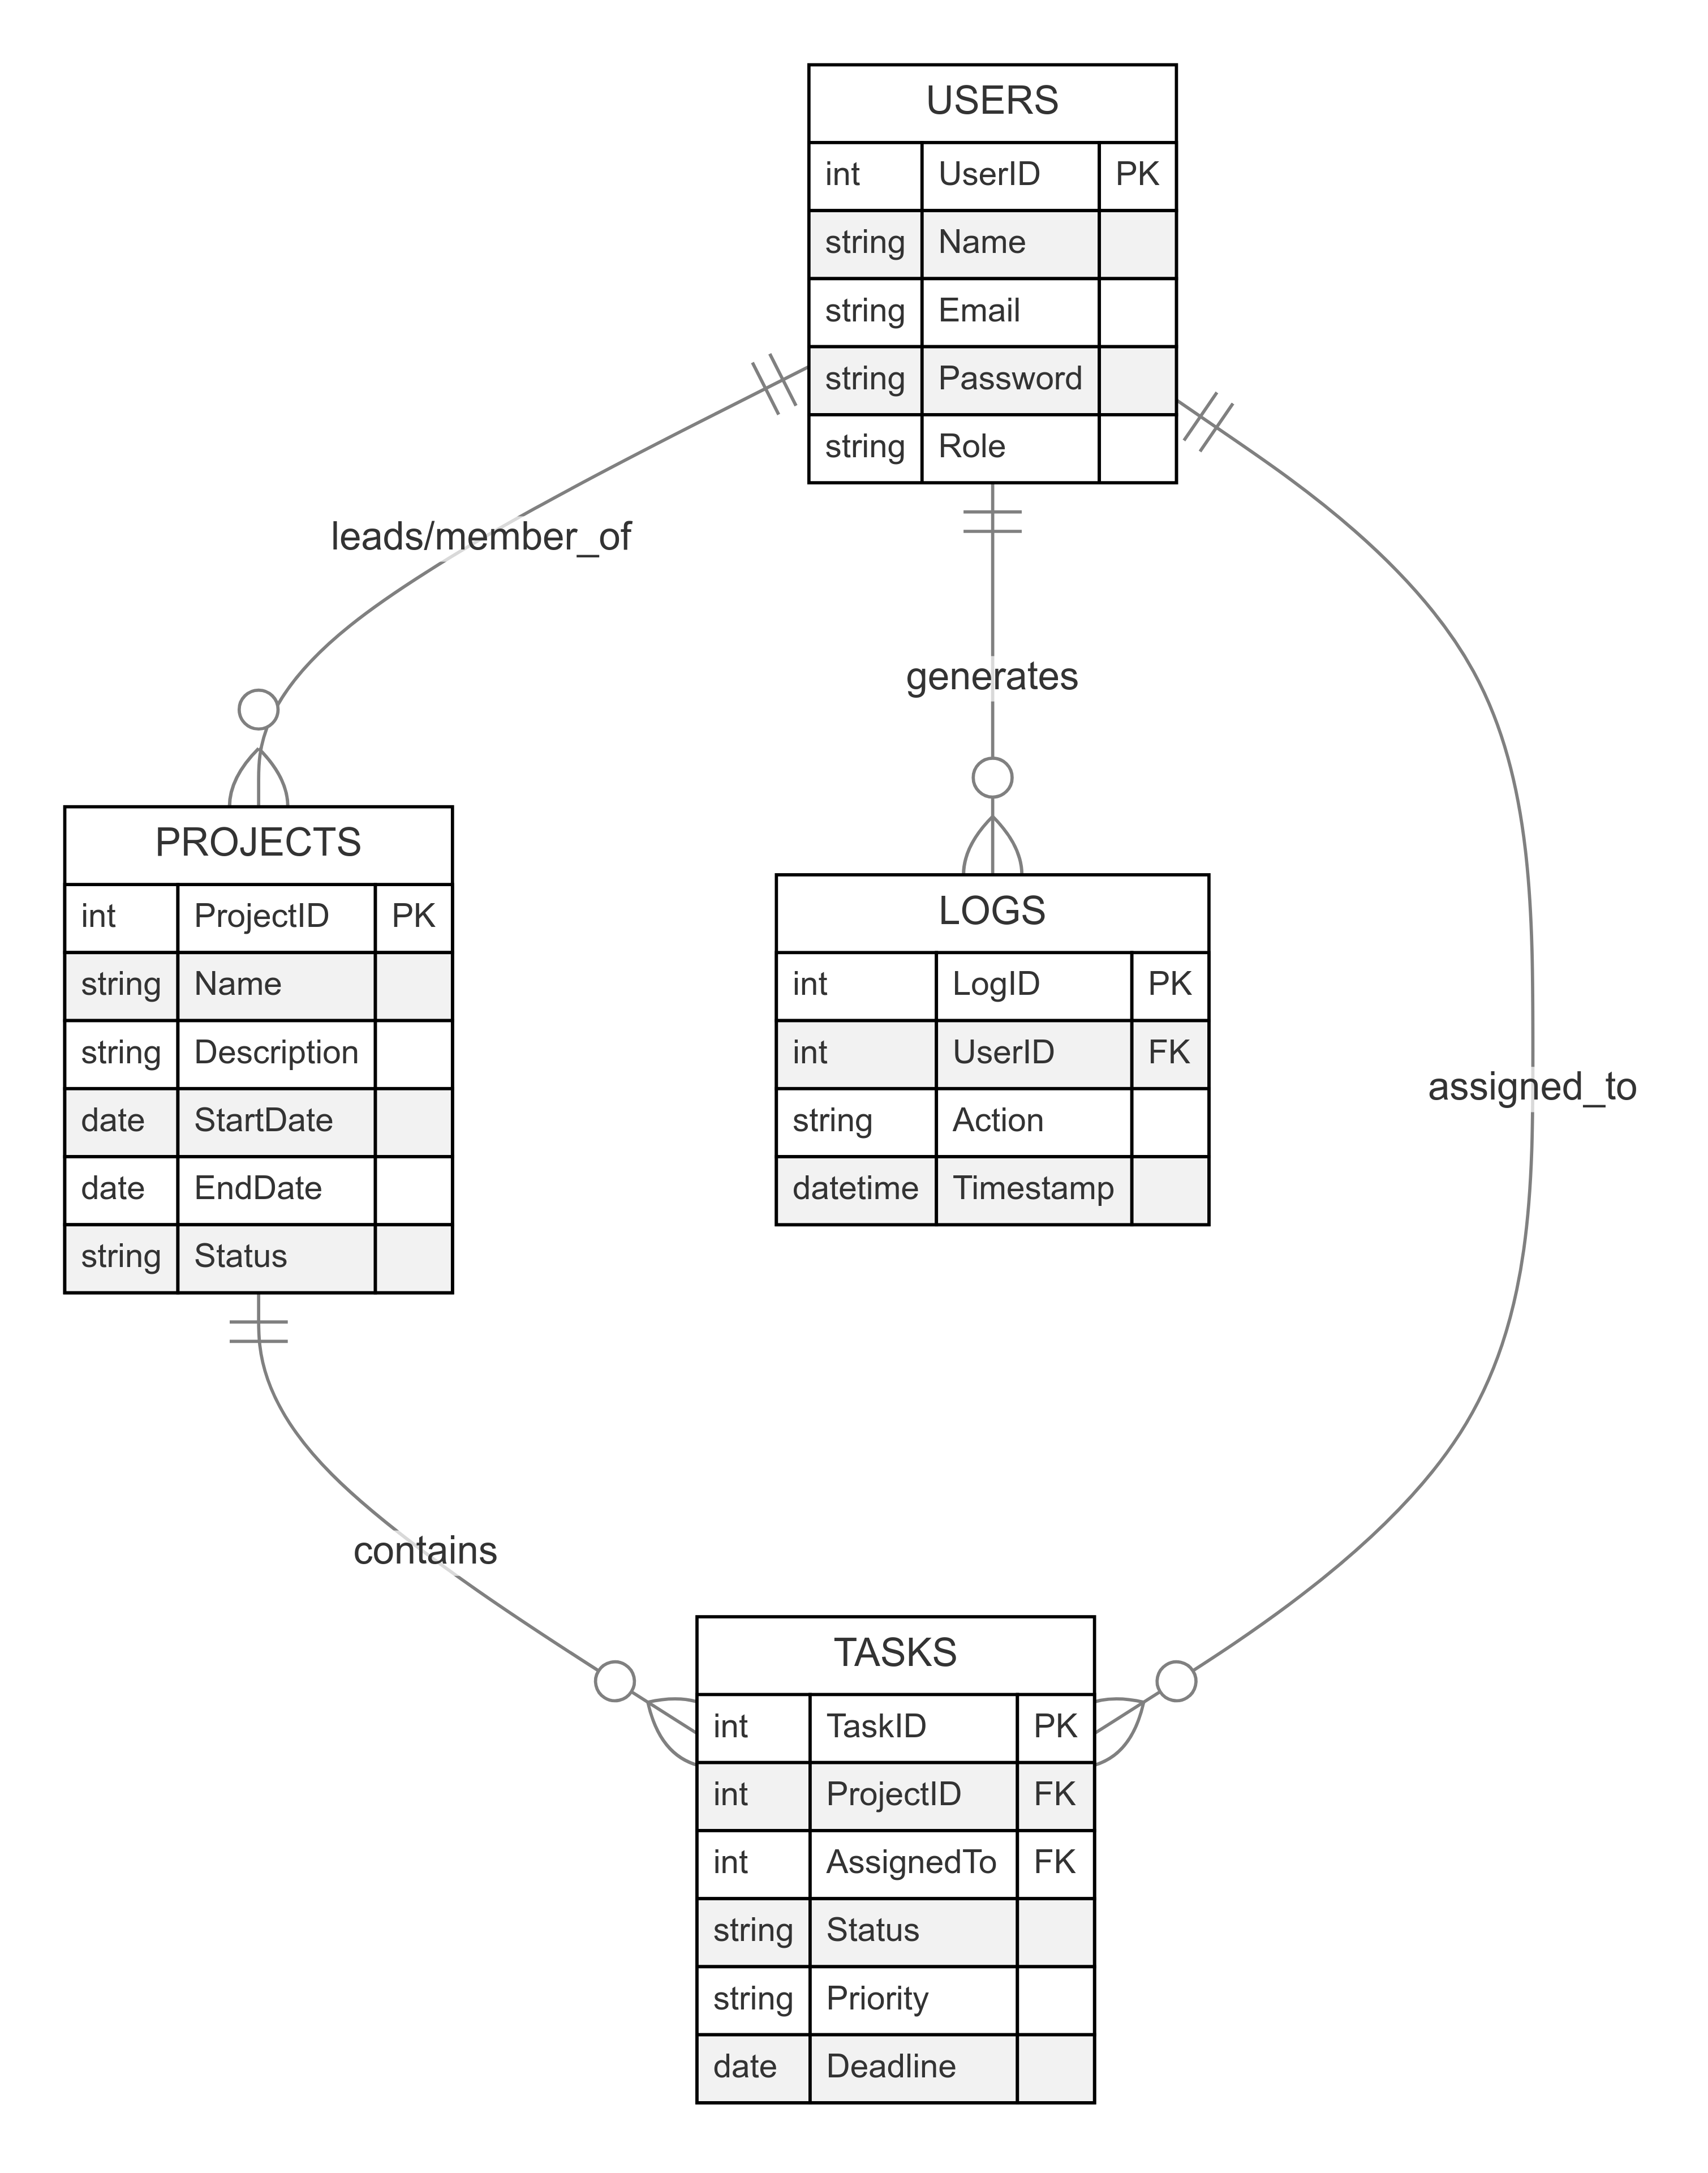 USERS
int UserID PK
string Name
string Email
string Password
string Role
leads/member_of
generates
PROJECTS
int ProjectID PK
string Name
string Description
date StartDate
date EndDate
string Status
LOGS
int LogID PK
int UserID FK
string Action
datetime Timestamp
assigned_to
contains
TASKS
int TaskID PK
int ProjectID FK
int AssignedTo FK
string Status
string Priority
date Deadline